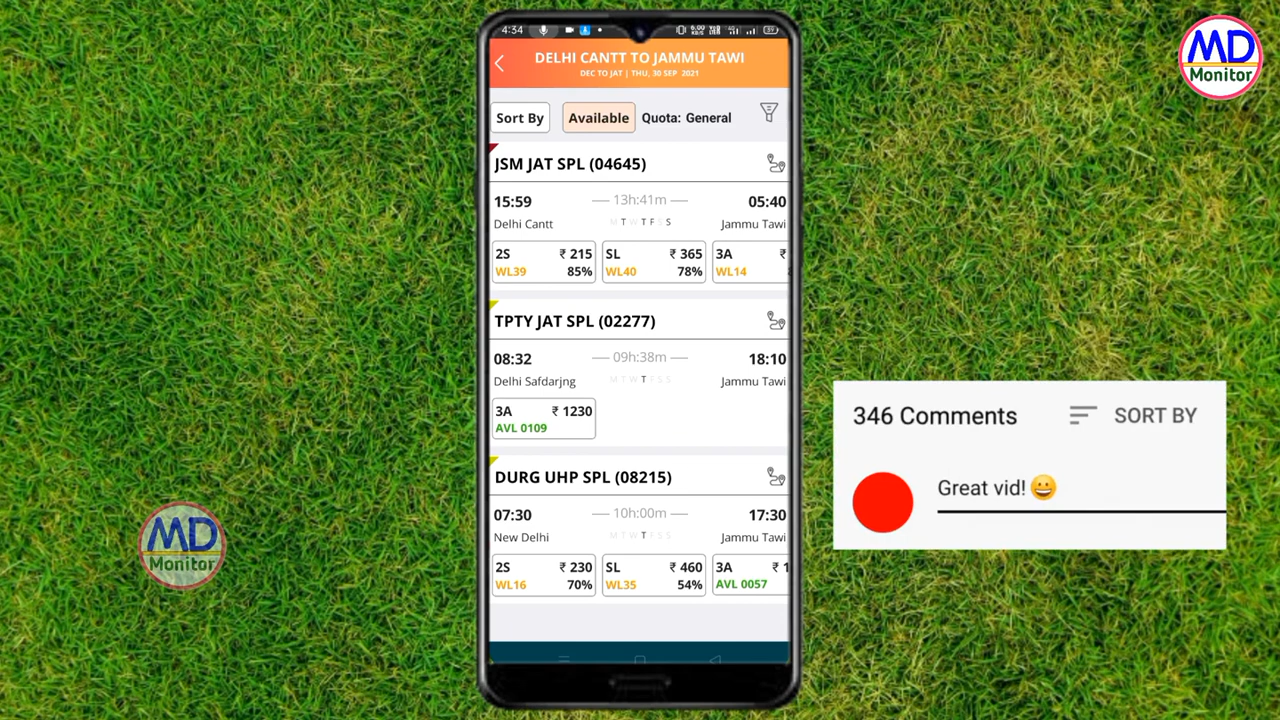 4:34
DELHI CANTT TO JAMMU TAWI
DEC TO JAT | THU, 30 SEP 2021
Sort By
Available
Quota: General
JSM JAT SPL (04645)
15:59
13h:41m
05:40
Delhi Cantt
M T W T F S S
Jammu Tawi
2S
₹ 215
WL39
85%
SL
₹ 365
WL40
78%
3A
₹
WL14
TPTY JAT SPL (02277)
08:32
09h:38m
18:10
Delhi Safdarjng
M T W T F S S
Jammu Tawi
3A
₹ 1230
AVL 0109
DURG UHP SPL (08215)
07:30
10h:00m
17:30
New Delhi
M T W T F S S
Jammu Tawi
2S
₹ 230
WL16
70%
SL
₹ 460
WL35
54%
3A
₹ 1
AVL 0057
MD
Monitor
346 Comments
SORT BY
Great vid! 😀
MD
Monitor